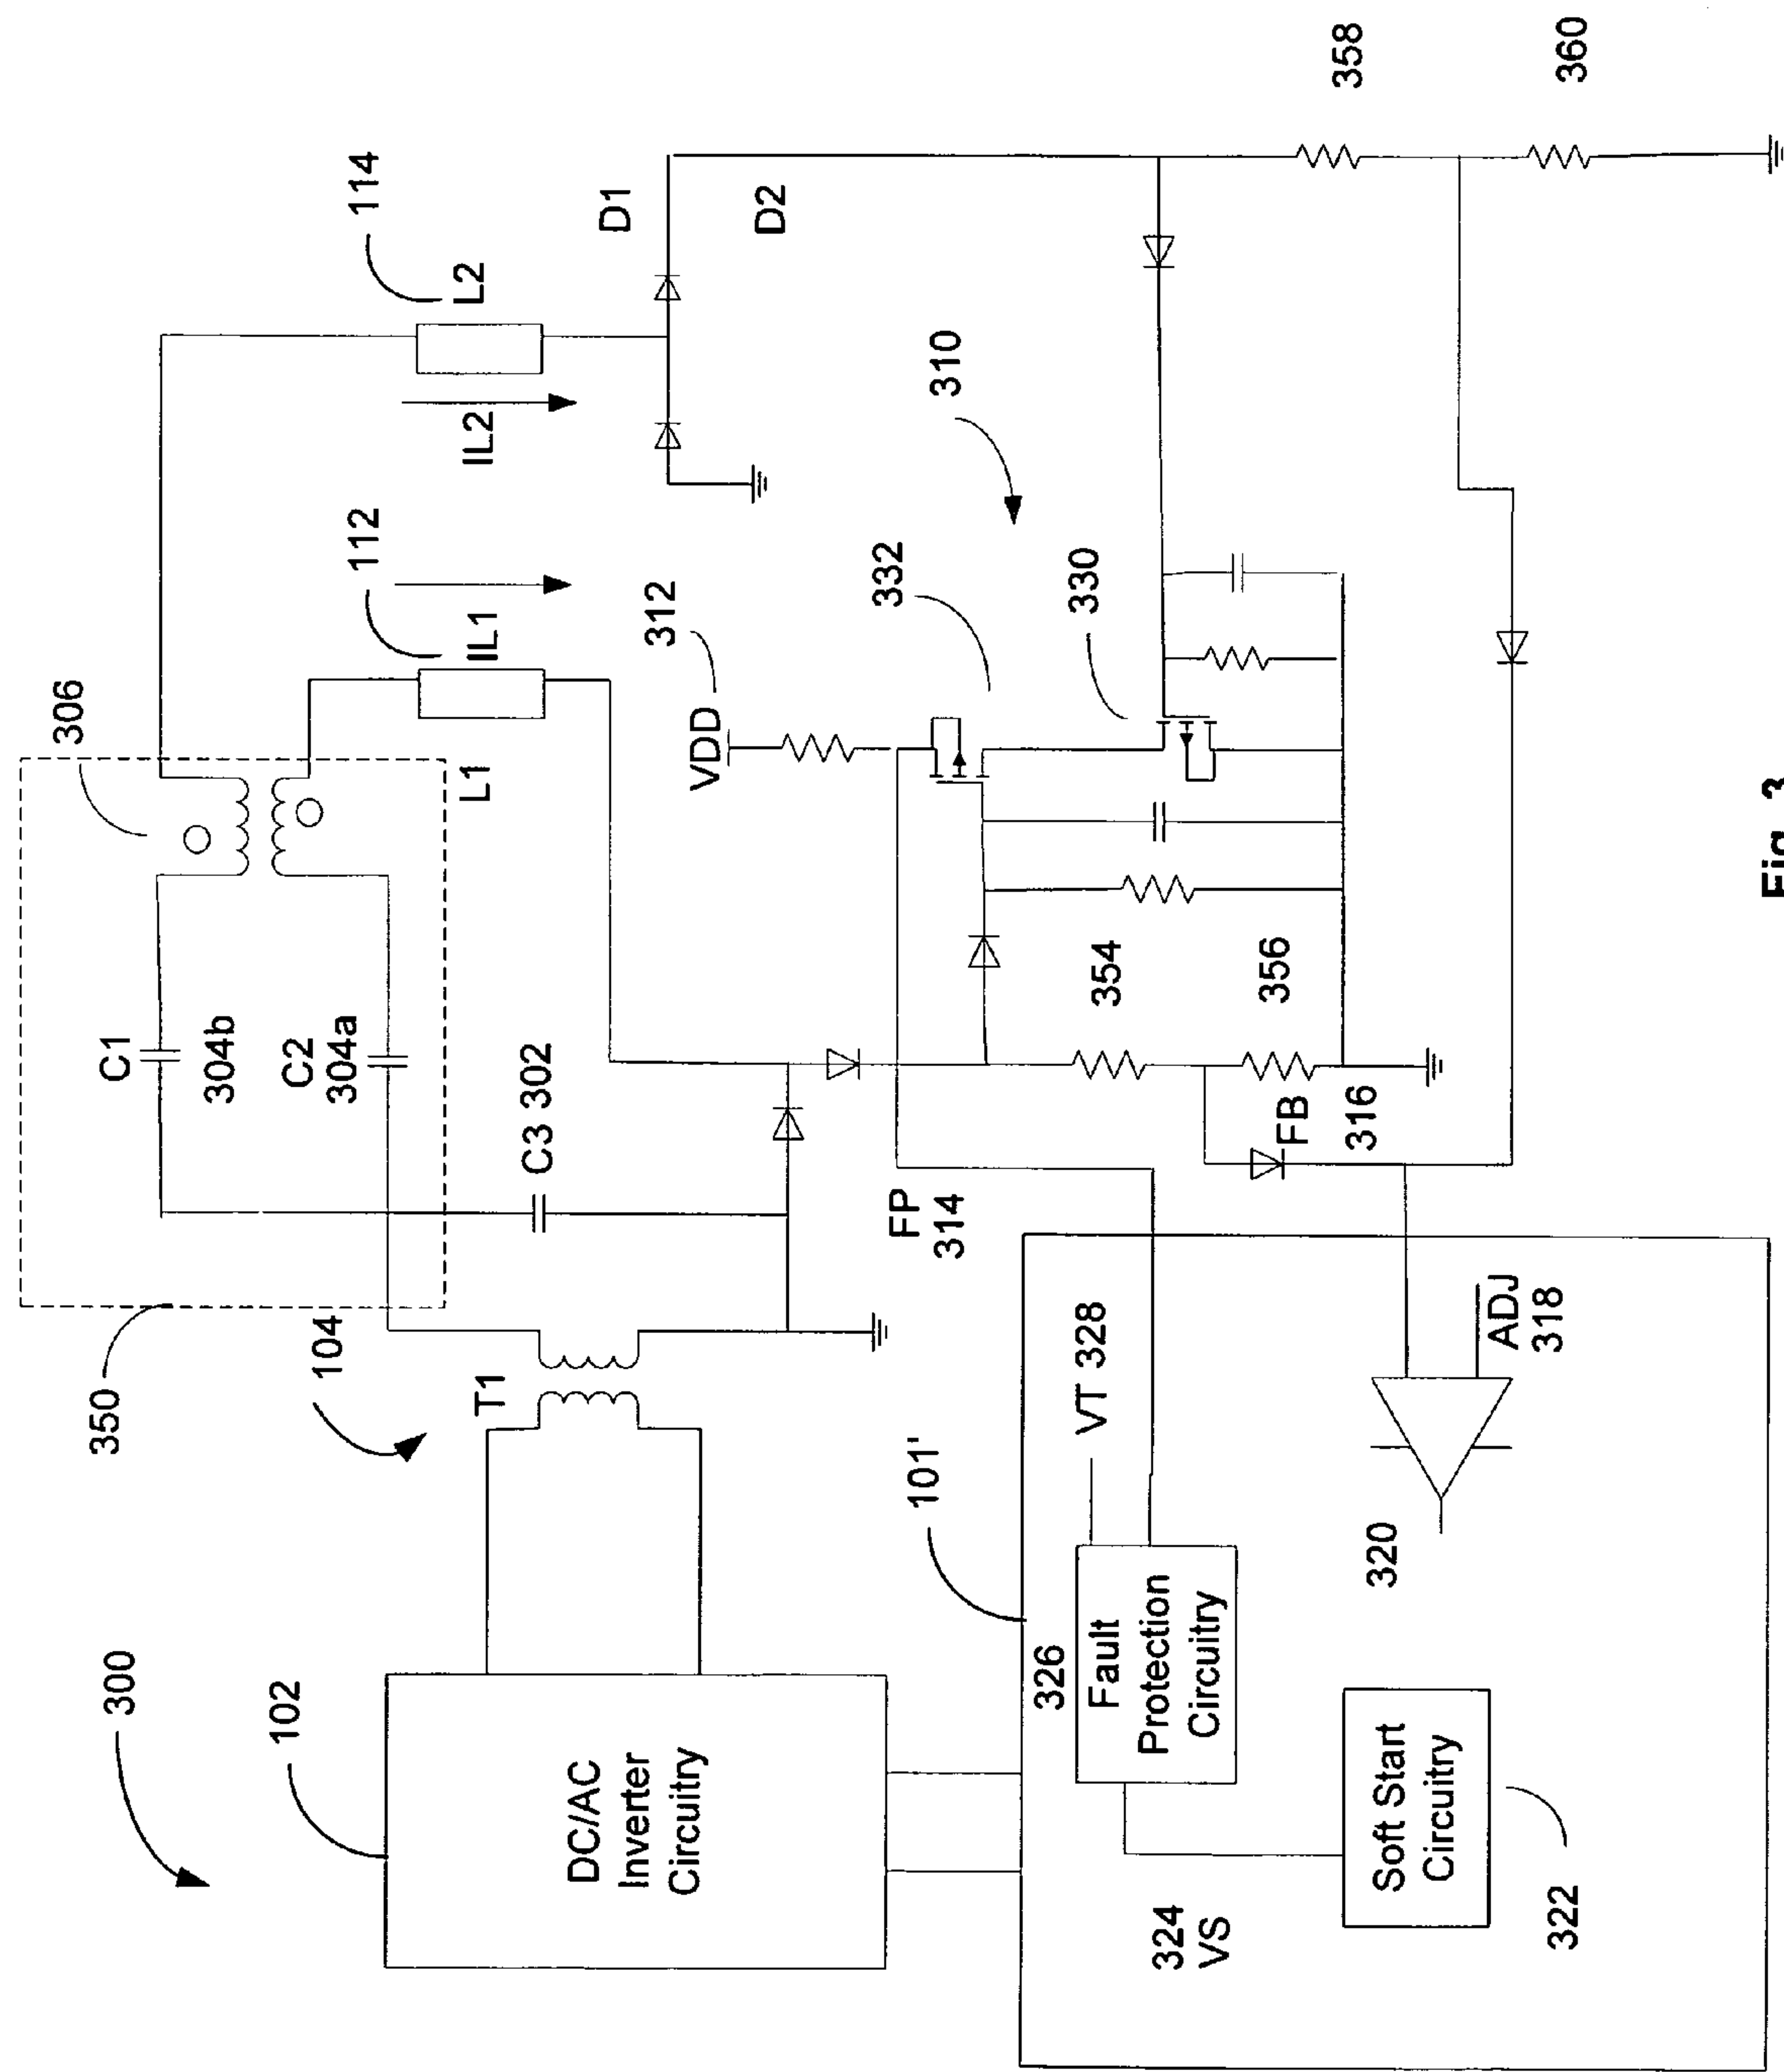 300
102
DC/AC
Inverter
Circuitry
104
T1
350
C1
304b
C2
304a
C3 302
306
L1
112
IL1
114
L2
IL2
D1
D2
VDD
312
332
330
310
FP
314
354
356
FB
316
358
360
101'
VT 328
326
Fault
Protection
Circuitry
324
VS
Soft Start
Circuitry
322
320
ADJ
318
Fig. 3